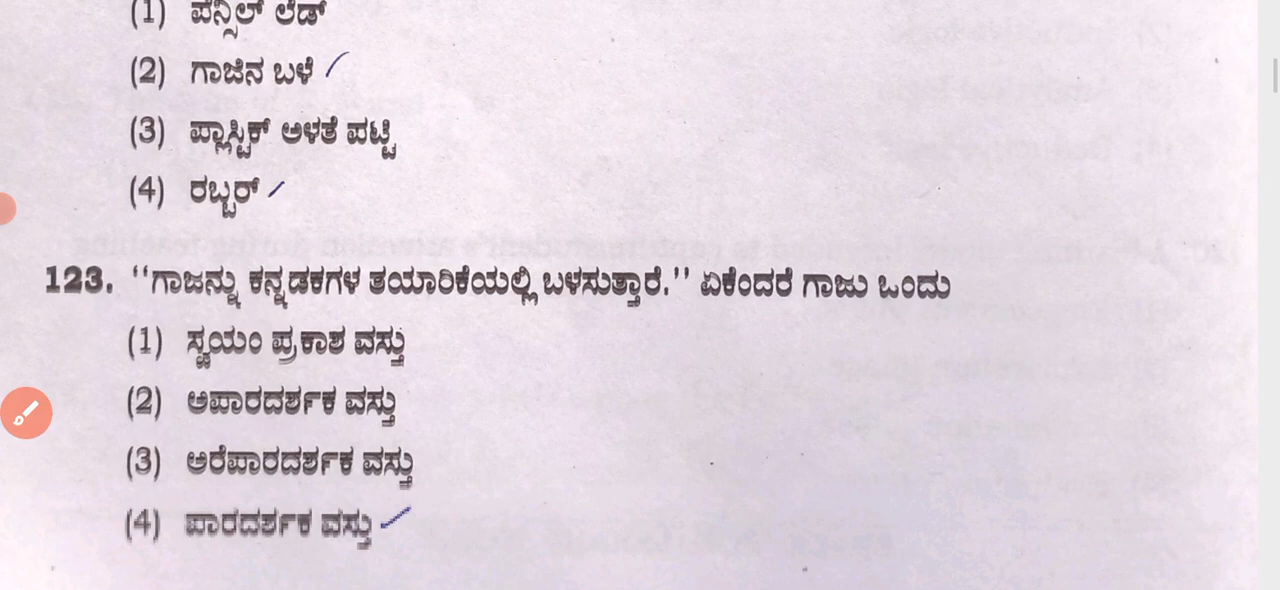 (1) ಪೆನ್ಸಿಲ್ ಲೆಡ್
(2) ಗಾಜಿನ ಬಳೆ
(3) ಪ್ಲಾಸ್ಟಿಕ್ ಅಳತೆ ಪಟ್ಟಿ
(4) ರಬ್ಬರ್
123. ‘‘ಗಾಜನ್ನು ಕನ್ನಡಕಗಳ ತಯಾರಿಕೆಯಲ್ಲಿ ಬಳಸುತ್ತಾರೆ.’’ ಏಕೆಂದರೆ ಗಾಜು ಒಂದು
(1) ಸ್ವಯಂ ಪ್ರಕಾಶ ವಸ್ತು
(2) ಅಪಾರದರ್ಶಕ ವಸ್ತು
(3) ಅರೆಪಾರದರ್ಶಕ ವಸ್ತು
(4) ಪಾರದರ್ಶಕ ವಸ್ತು